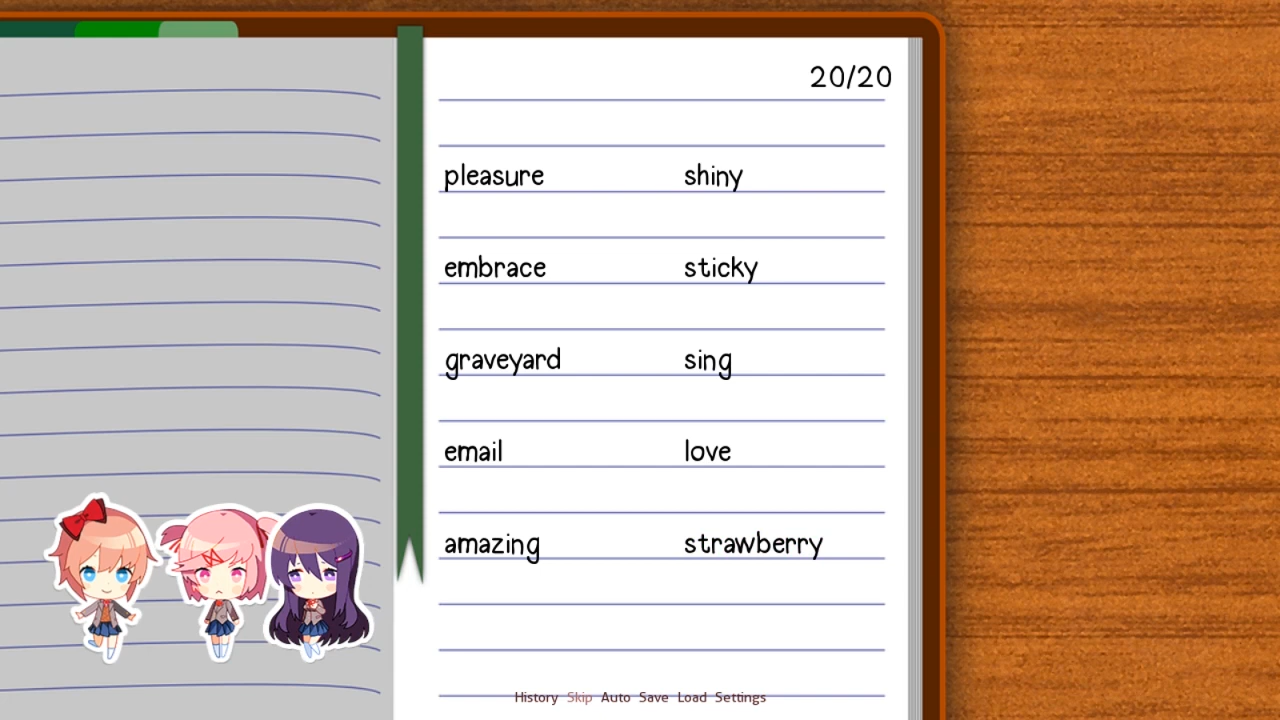 20/20
pleasure shiny
embrace sticky
graveyard sing
email love
amazing strawberry
History Skip Auto Save Load Settings